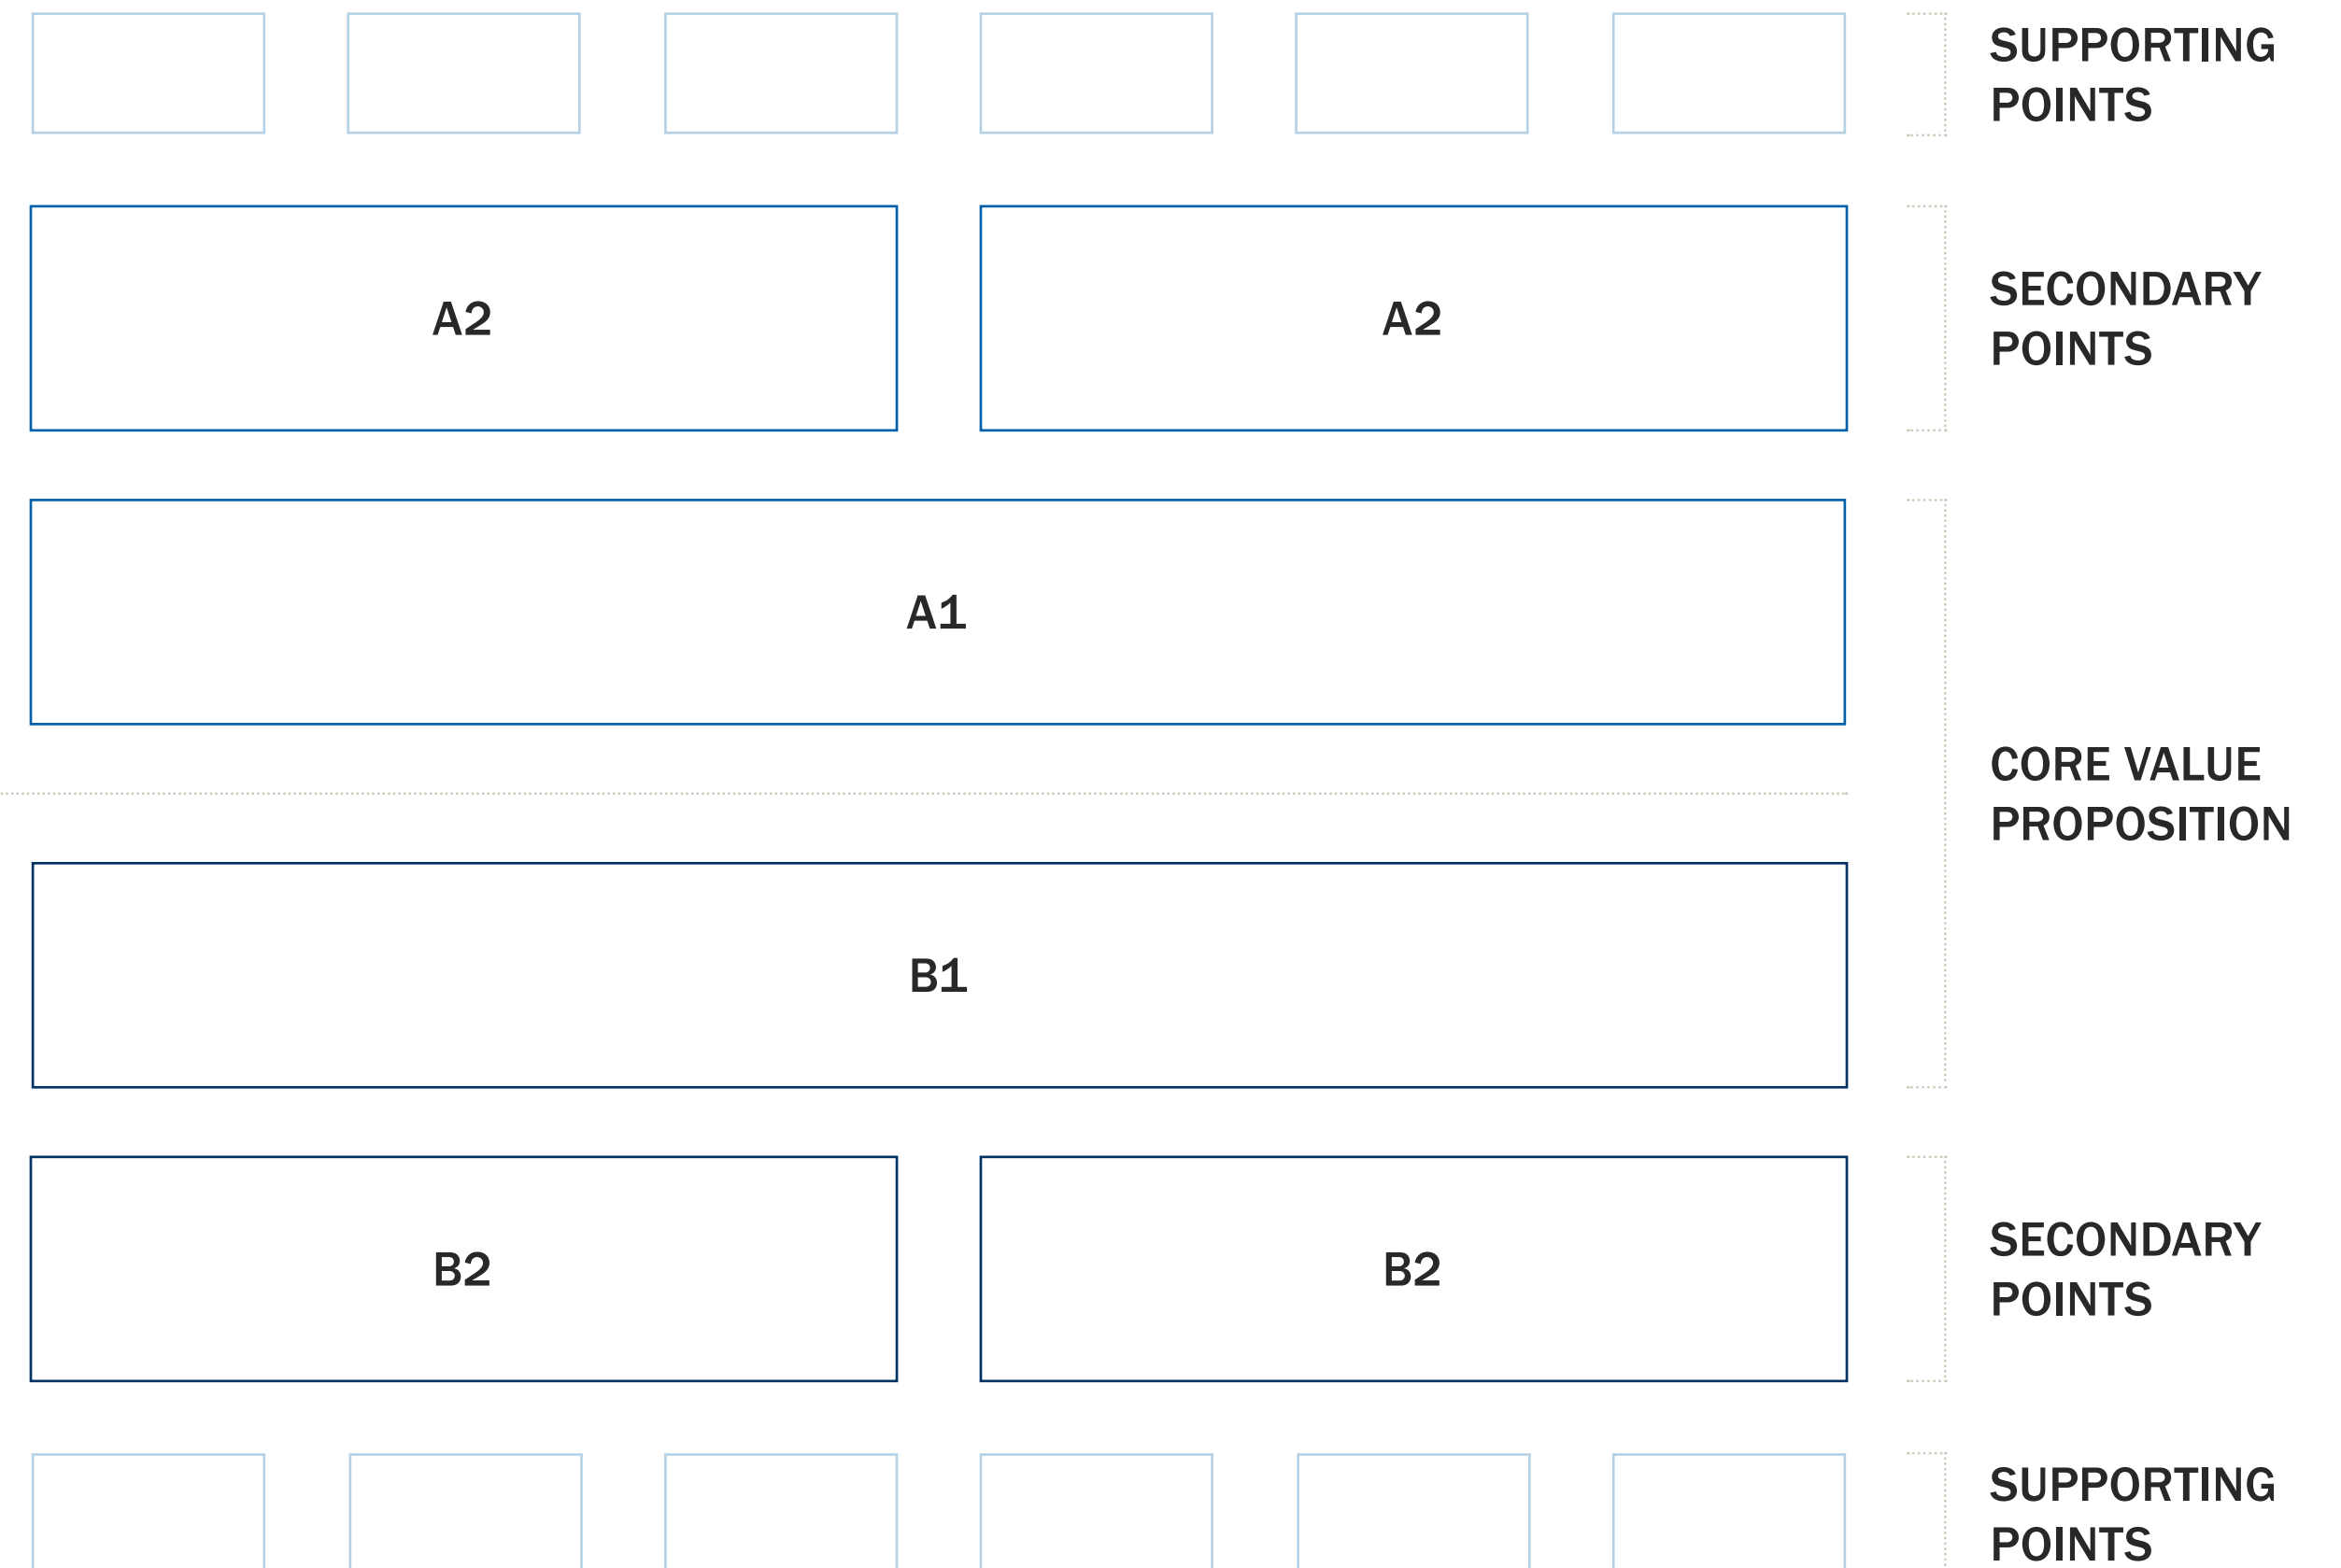 SUPPORTING
POINTS
A2
A2
SECONDARY
POINTS
A1
CORE VALUE
PROPOSITION
B1
B2
B2
SECONDARY
POINTS
SUPPORTING
POINTS